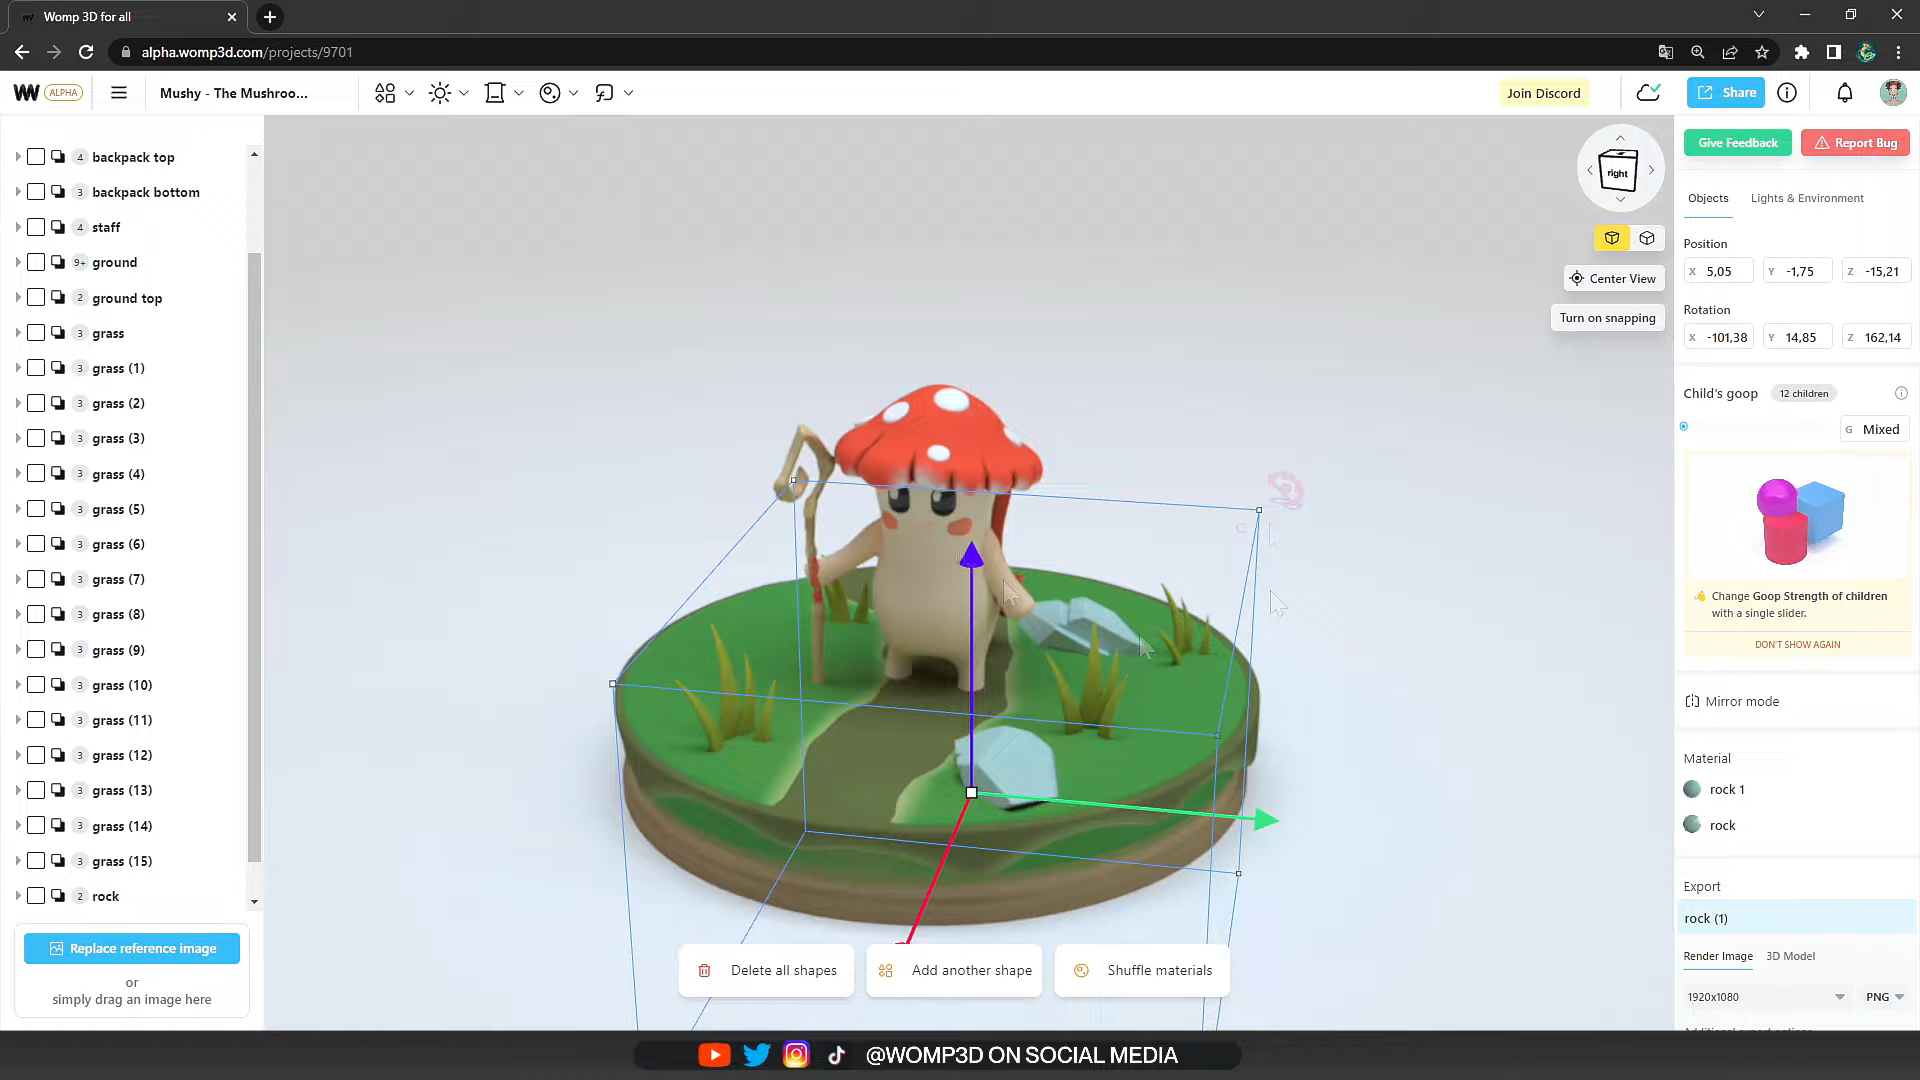 Womp 3D for all
alpha.womp3d.com/projects/9701
ALPHA
Mushy - The Mushroo...
Join Discord
Share
4 backpack top
3 backpack bottom
4 staff
9+ ground
2 ground top
3 grass
3 grass (1)
3 grass (2)
3 grass (3)
3 grass (4)
3 grass (5)
3 grass (6)
3 grass (7)
3 grass (8)
3 grass (9)
3 grass (10)
3 grass (11)
3 grass (12)
3 grass (13)
3 grass (14)
3 grass (15)
2 rock
Replace reference image
or
simply drag an image here
right
Center View
Turn on snapping
Delete all shapes
Add another shape
Shuffle materials
Give Feedback
Report Bug
Objects
Lights & Environment
Position
X 5,05 Y -1,75 Z -15,21
Rotation
X -101,38 Y 14,85 Z 162,14
Child's goop 12 children
G Mixed
Change Goop Strength of children
with a single slider.
DON'T SHOW AGAIN
Mirror mode
Material
rock 1
rock
Export
rock (1)
Render Image 3D Model
1920x1080 PNG
@WOMP3D ON SOCIAL MEDIA